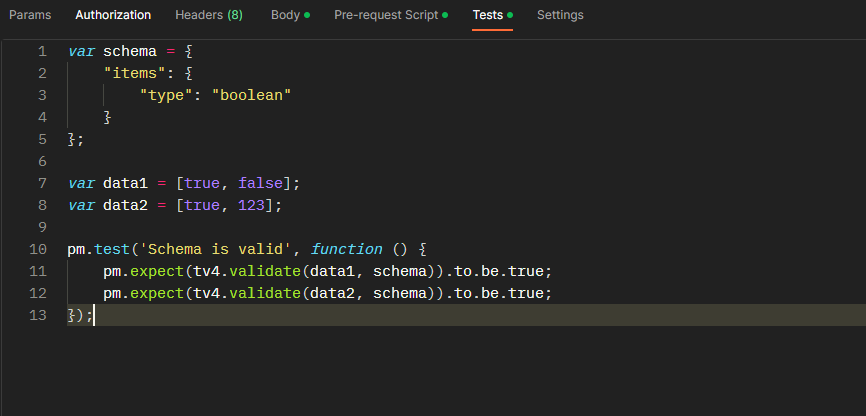 Params Authorization Headers (8) Body Pre-request Script Tests Settings
1 var schema = {
2 "items": {
3 "type": "boolean"
4 }
5 };
6
7 var data1 = [true, false];
8 var data2 = [true, 123];
9
10 pm.test('Schema is valid', function () {
11 pm.expect(tv4.validate(data1, schema)).to.be.true;
12 pm.expect(tv4.validate(data2, schema)).to.be.true;
13 });